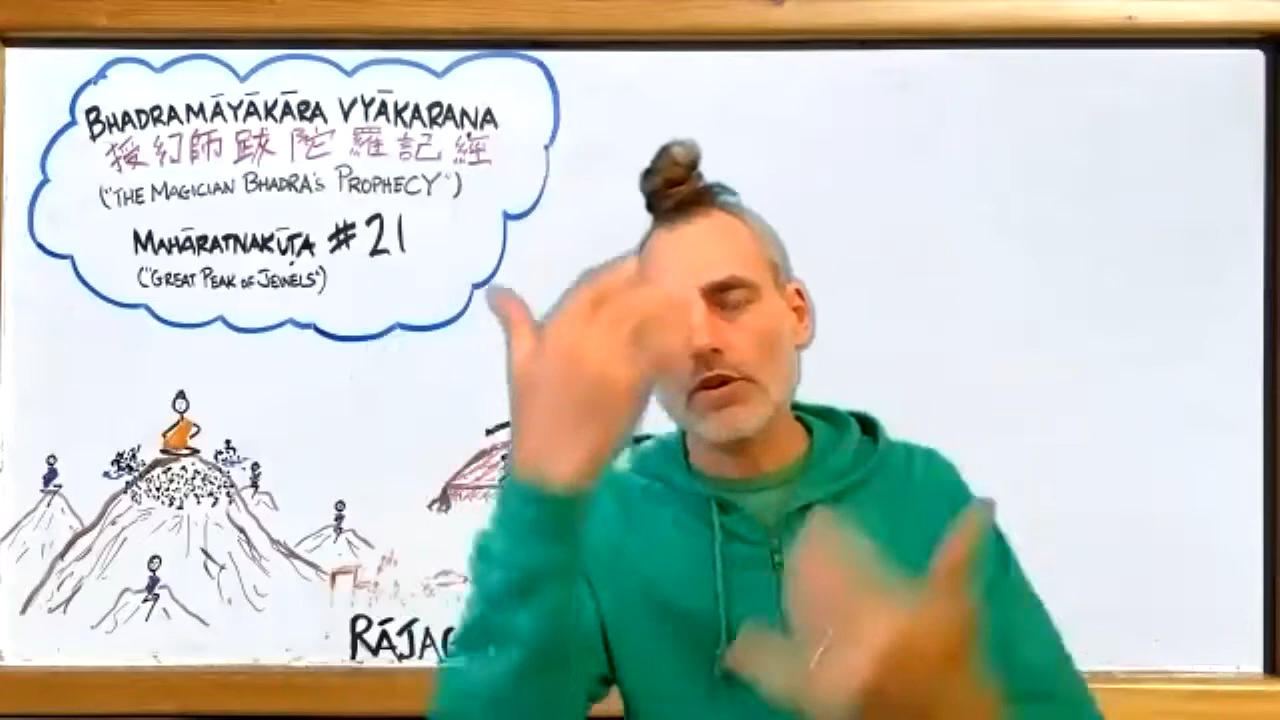 BHADRAMĀYĀKĀRA VYĀKARANA
授幻師跋陀羅記經
("THE MAGICIAN BHADRA'S PROPHECY")
MAHĀRATNAKŪṬA #21
("GREAT PEAK OF JEWELS")
RĀJAG